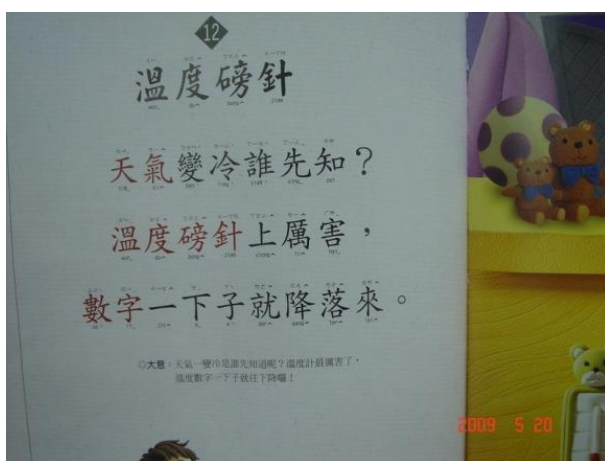 12
溫度磅針
天氣變冷誰先知?
溫度磅針上厲害,
數字一下子就降落來。
◎大意:天氣一變冷是誰先知道呢?溫度計最厲害了,
溫度數字一下子就往下降囉!
2009 5 20